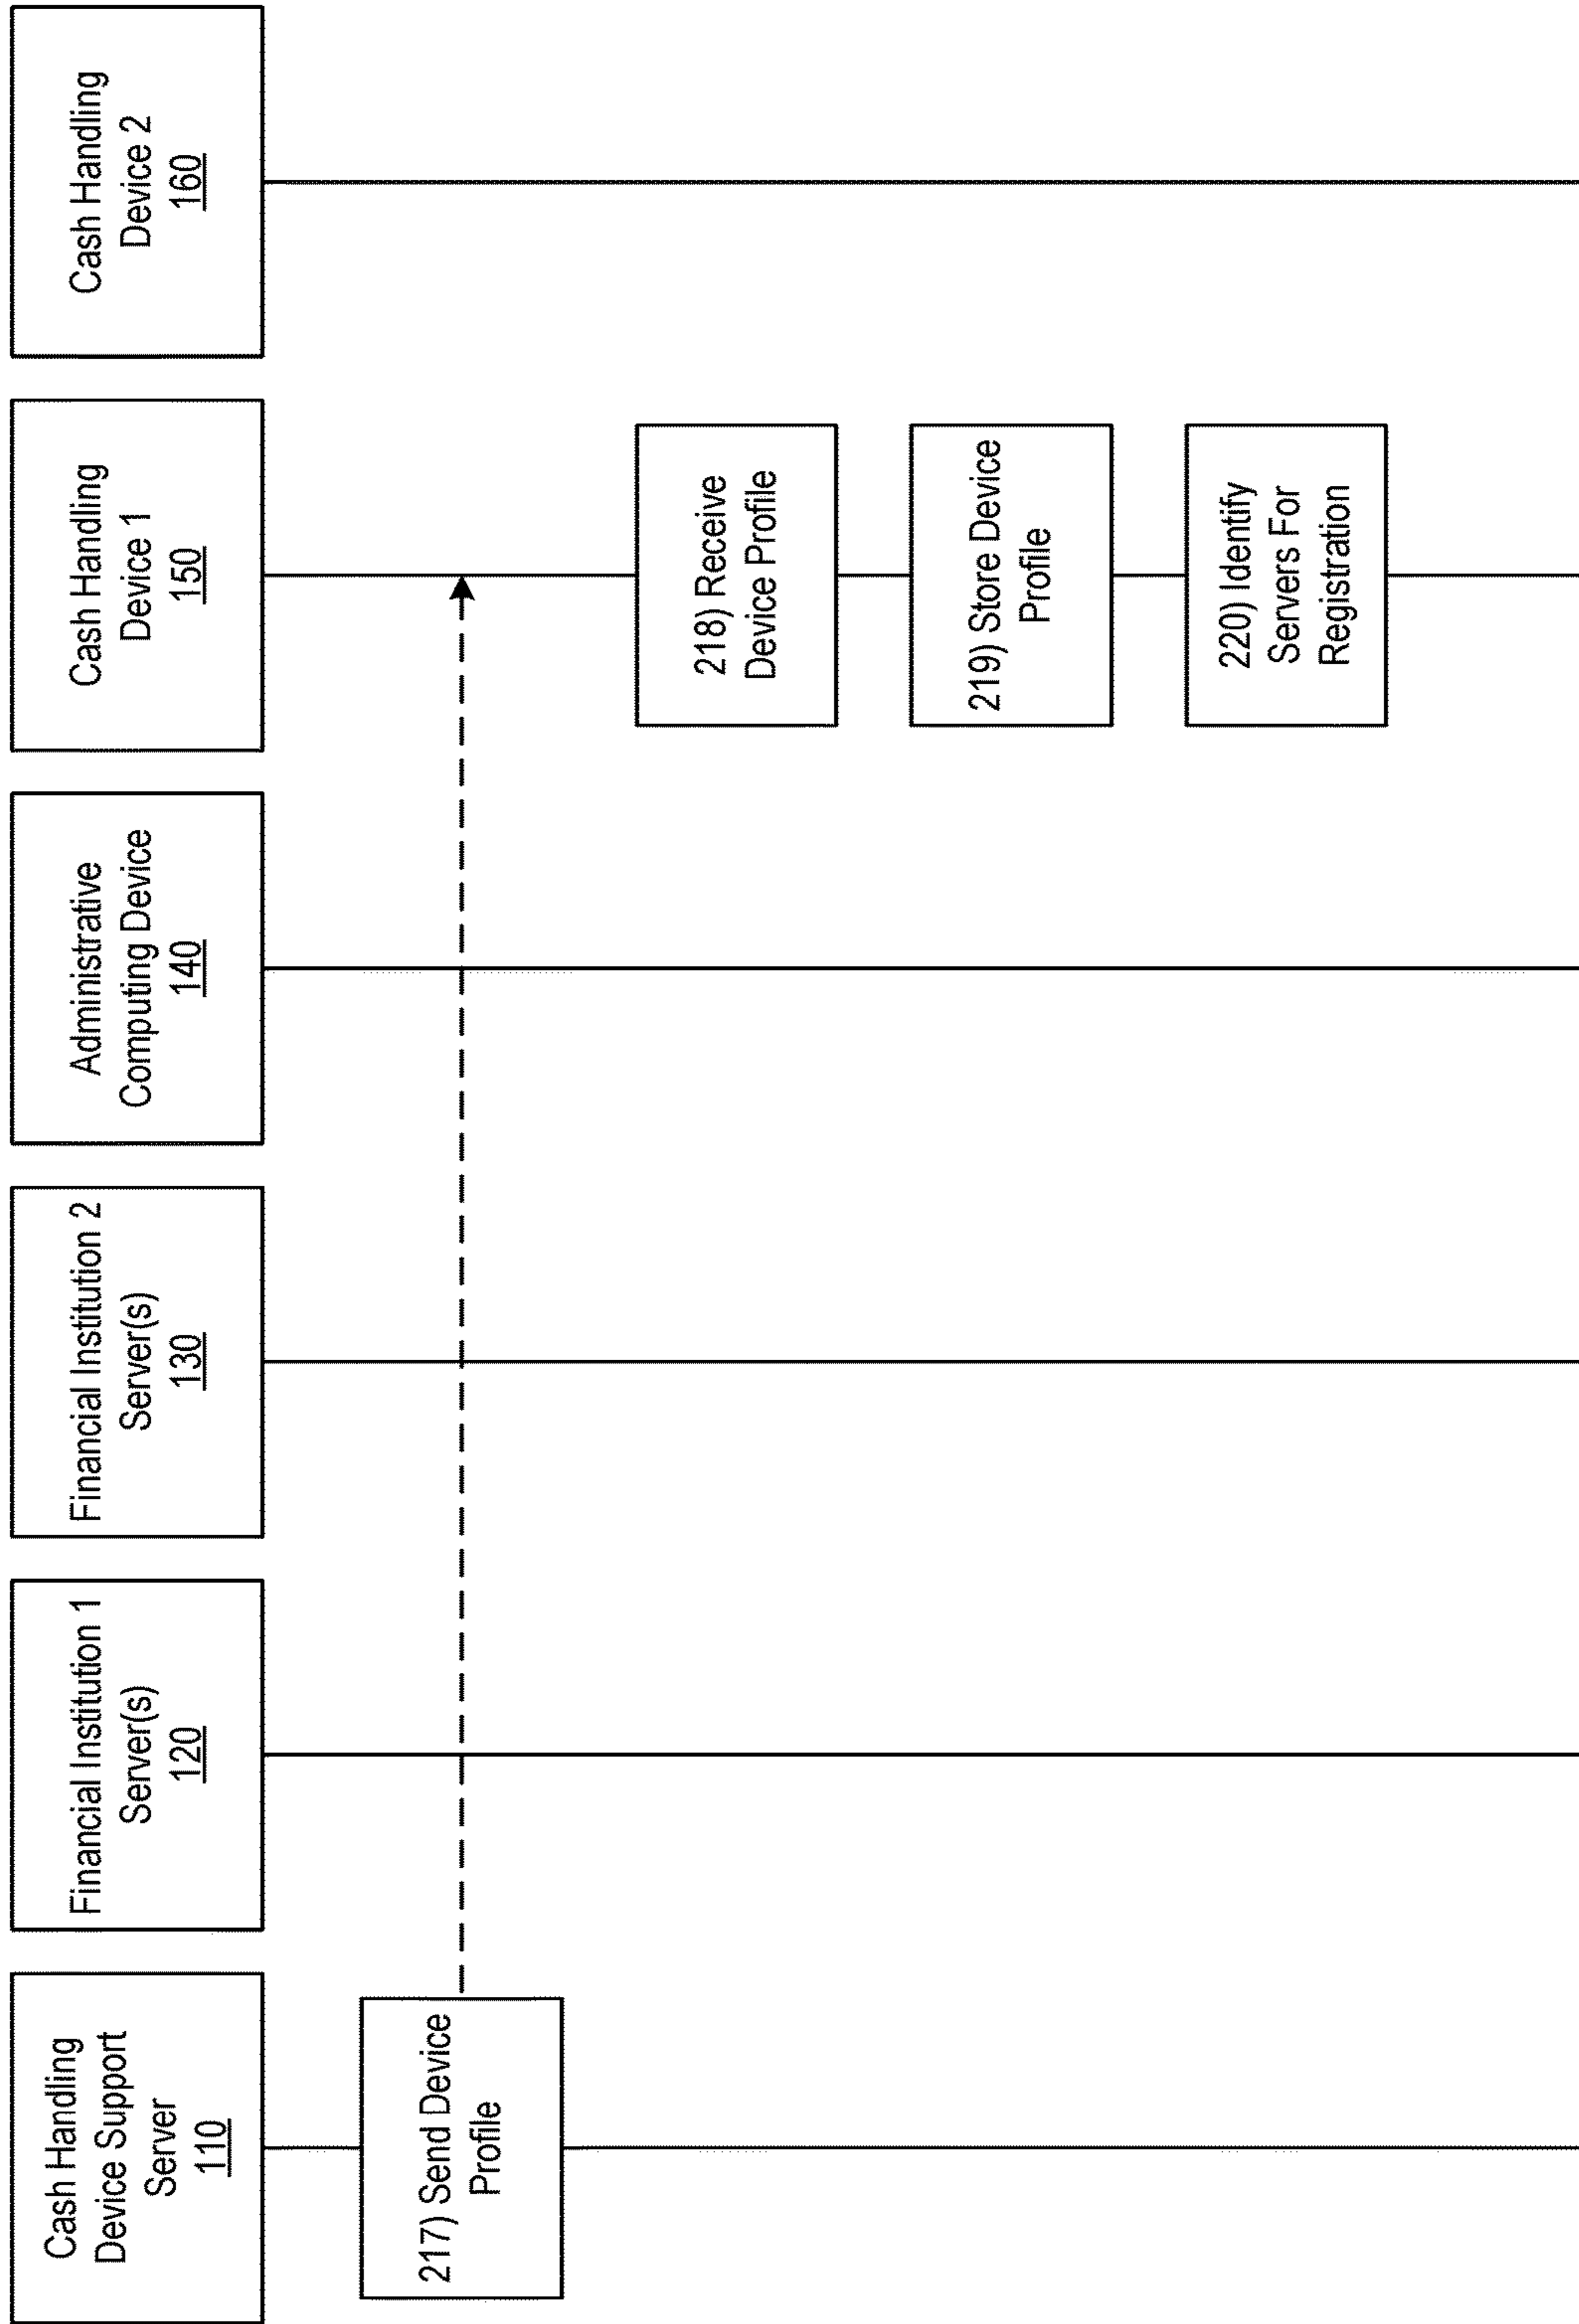 Cash Handling
Device Support
Server
110
Financial Institution 1
Server(s)
120
Financial Institution 2
Server(s)
130
Administrative
Computing Device
140
Cash Handling
Device 1
150
Cash Handling
Device 2
160
217) Send Device
Profile
218) Receive
Device Profile
219) Store Device
Profile
220) Identify
Servers For
Registration